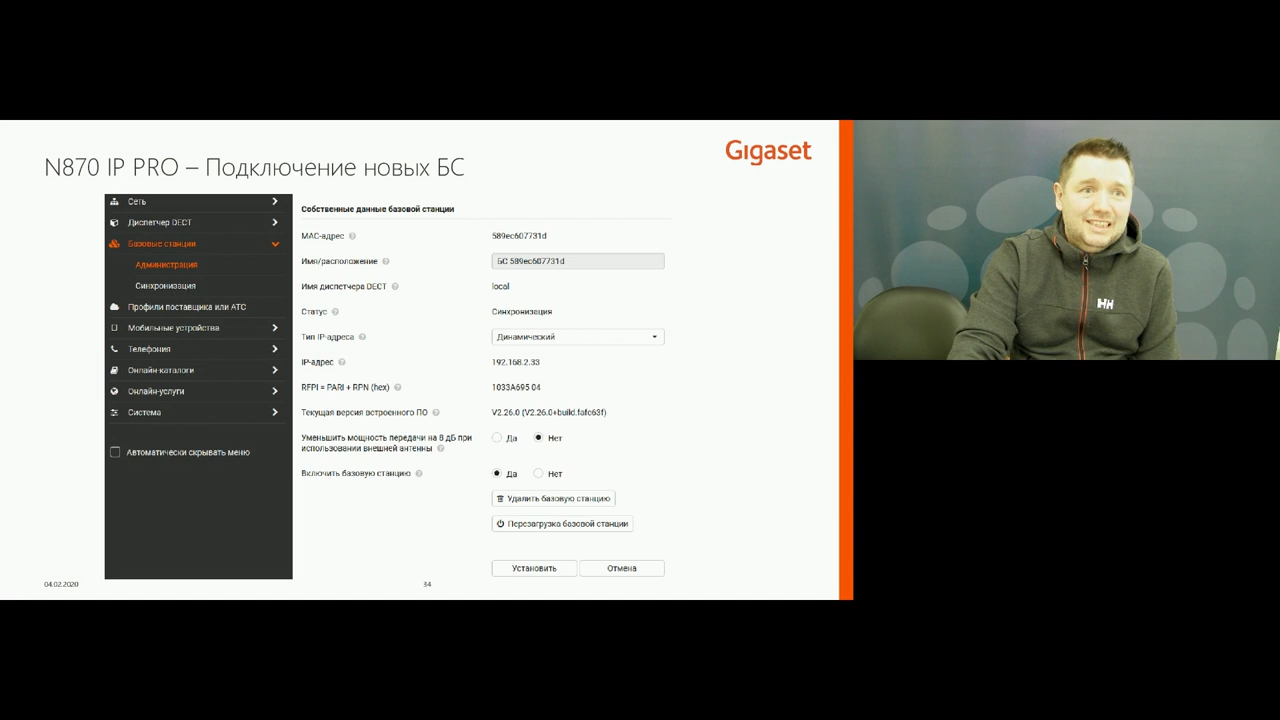 Gigaset
N870 IP PRO – Подключение новых БС
Сеть
Диспетчер DECT
Базовые станции
Администрация
Синхронизация
Профили поставщика или АТС
Мобильные устройства
Телефония
Онлайн-каталоги
Онлайн-услуги
Система
Автоматически скрывать меню
Собственные данные базовой станции
MAC-адрес 589ec607731d
Имя/расположение БС 589ec607731d
Имя диспетчера DECT local
Статус Синхронизация
Тип IP-адреса Динамический
IP-адрес 192.168.2.33
RFPI = PARI + RPN (hex) 1033A695 04
Текущая версия встроенного ПО V2.26.0 (V2.26.0+build.fafc63f)
Уменьшить мощность передачи на 8 дБ при
использовании внешней антенны Да Нет
Включить базовую станцию Да Нет
Удалить базовую станцию
Перезагрузка базовой станции
Установить Отмена
04.02.2020 34
HH